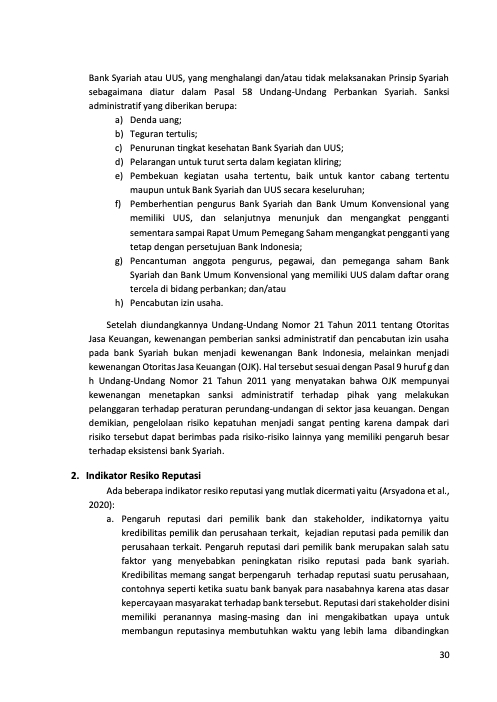 Bank Syariah atau UUS, yang menghalangi dan/atau tidak melaksanakan Prinsip Syariah
sebagaimana diatur dalam Pasal 58 Undang-Undang Perbankan Syariah. Sanksi
administratif yang diberikan berupa:
a) Denda uang;
b) Teguran tertulis;
c) Penurunan tingkat kesehatan Bank Syariah dan UUS;
d) Pelarangan untuk turut serta dalam kegiatan kliring;
e) Pembekuan kegiatan usaha tertentu, baik untuk kantor cabang tertentu
maupun untuk Bank Syariah dan UUS secara keseluruhan;
f) Pemberhentian pengurus Bank Syariah dan Bank Umum Konvensional yang
memiliki UUS, dan selanjutnya menunjuk dan mengangkat pengganti
sementara sampai Rapat Umum Pemegang Saham mengangkat pengganti yang
tetap dengan persetujuan Bank Indonesia;
g) Pencantuman anggota pengurus, pegawai, dan pemeganga saham Bank
Syariah dan Bank Umum Konvensional yang memiliki UUS dalam daftar orang
tercela di bidang perbankan; dan/atau
h) Pencabutan izin usaha.
Setelah diundangkannya Undang-Undang Nomor 21 Tahun 2011 tentang Otoritas
Jasa Keuangan, kewenangan pemberian sanksi administratif dan pencabutan izin usaha
pada bank Syariah bukan menjadi kewenangan Bank Indonesia, melainkan menjadi
kewenangan Otoritas Jasa Keuangan (OJK). Hal tersebut sesuai dengan Pasal 9 huruf g dan
h Undang-Undang Nomor 21 Tahun 2011 yang menyatakan bahwa OJK mempunyai
kewenangan menetapkan sanksi administratif terhadap pihak yang melakukan
pelanggaran terhadap peraturan perundang-undangan di sektor jasa keuangan. Dengan
demikian, pengelolaan risiko kepatuhan menjadi sangat penting karena dampak dari
risiko tersebut dapat berimbas pada risiko-risiko lainnya yang memiliki pengaruh besar
terhadap eksistensi bank Syariah.
2. Indikator Resiko Reputasi
Ada beberapa indikator resiko reputasi yang mutlak dicermati yaitu (Arsyadona et al.,
2020):
a. Pengaruh reputasi dari pemilik bank dan stakeholder, indikatornya yaitu
kredibilitas pemilik dan perusahaan terkait, kejadian reputasi pada pemilik dan
perusahaan terkait. Pengaruh reputasi dari pemilik bank merupakan salah satu
faktor yang menyebabkan peningkatan risiko reputasi pada bank syariah.
Kredibilitas memang sangat berpengaruh terhadap reputasi suatu perusahaan,
contohnya seperti ketika suatu bank banyak para nasabahnya karena atas dasar
kepercayaan masyarakat terhadap bank tersebut. Reputasi dari stakeholder disini
memiliki peranannya masing-masing dan ini mengakibatkan upaya untuk
membangun reputasinya membutuhkan waktu yang lebih lama dibandingkan
30